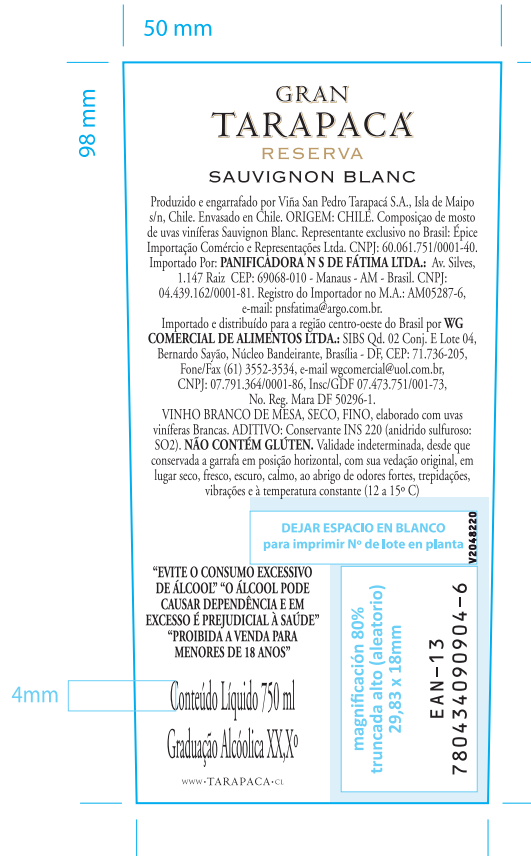 50 mm
98 mm
GRAN
TARAPACÁ
RESERVA
SAUVIGNON BLANC
Produzido e engarrafado por Viña San Pedro Tarapacá S.A., Isla de Maipo
s/n, Chile. Envasado en Chile. ORIGEM: CHILE. Composiçao de mosto
de uvas viníferas Sauvignon Blanc. Representante exclusivo no Brasil: Épice
Importação Comércio e Representações Ltda. CNPJ: 60.061.751/0001-40.
Importado Por: PANIFICADORA N S DE FÁTIMA LTDA.: Av. Silves,
1.147 Raiz CEP: 69068-010 - Manaus - AM - Brasil. CNPJ:
04.439.162/0001-81. Registro do Importador no M.A.: AM05287-6,
e-mail: pnsfatima@argo.com.br.
Importado e distribuído para a região centro-oeste do Brasil por WG
COMERCIAL DE ALIMENTOS LTDA.: SIBS Qd. 02 Conj. E Lote 04,
Bernardo Sayão, Núcleo Bandeirante, Brasília - DF, CEP: 71.736-205,
Fone/Fax (61) 3552-3534, e-mail wgcomercial@uol.com.br,
CNPJ: 07.791.364/0001-86, Insc/GDF 07.473.751/001-73,
No. Reg. Mara DF 50296-1.
VINHO BRANCO DE MESA, SECO, FINO, elaborado com uvas
viníferas Brancas. ADITIVO: Conservante INS 220 (anidrido sulfuroso:
SO2). NÃO CONTÉM GLÚTEN. Validade indeterminada, desde que
conservada a garrafa em posição horizontal, com sua vedação original, em
lugar seco, fresco, escuro, calmo, ao abrigo de odores fortes, trepidações,
vibrações e à temperatura constante (12 a 15º C)
DEJAR ESPACIO EN BLANCO
para imprimir Nº de lote en planta
V2048220
"EVITE O CONSUMO EXCESSIVO
DE ÁLCOOL" "O ÁLCOOL PODE
CAUSAR DEPENDÊNCIA E EM
EXCESSO É PREJUDICIAL À SAÚDE"
"PROIBIDA A VENDA PARA
MENORES DE 18 ANOS"
4mm
Conteúdo Líquido 750 ml
Graduação Alcóolica XX,Xº
WWW•TARAPACA•CL
magnificación 80%
truncada alto (aleatorio)
29,83 x 18mm
EAN-13
7804340909046-6